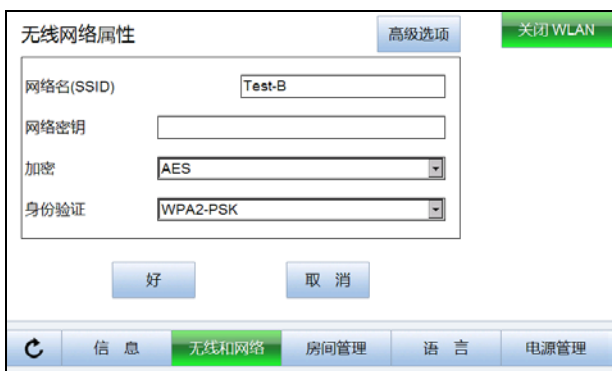 无线网络属性 高级选项 关闭 WLAN
网络名(SSID) Test-B
网络密钥
加密 AES
身份验证 WPA2-PSK
好 取 消
信 息 无线和网络 房间管理 语 言 电源管理